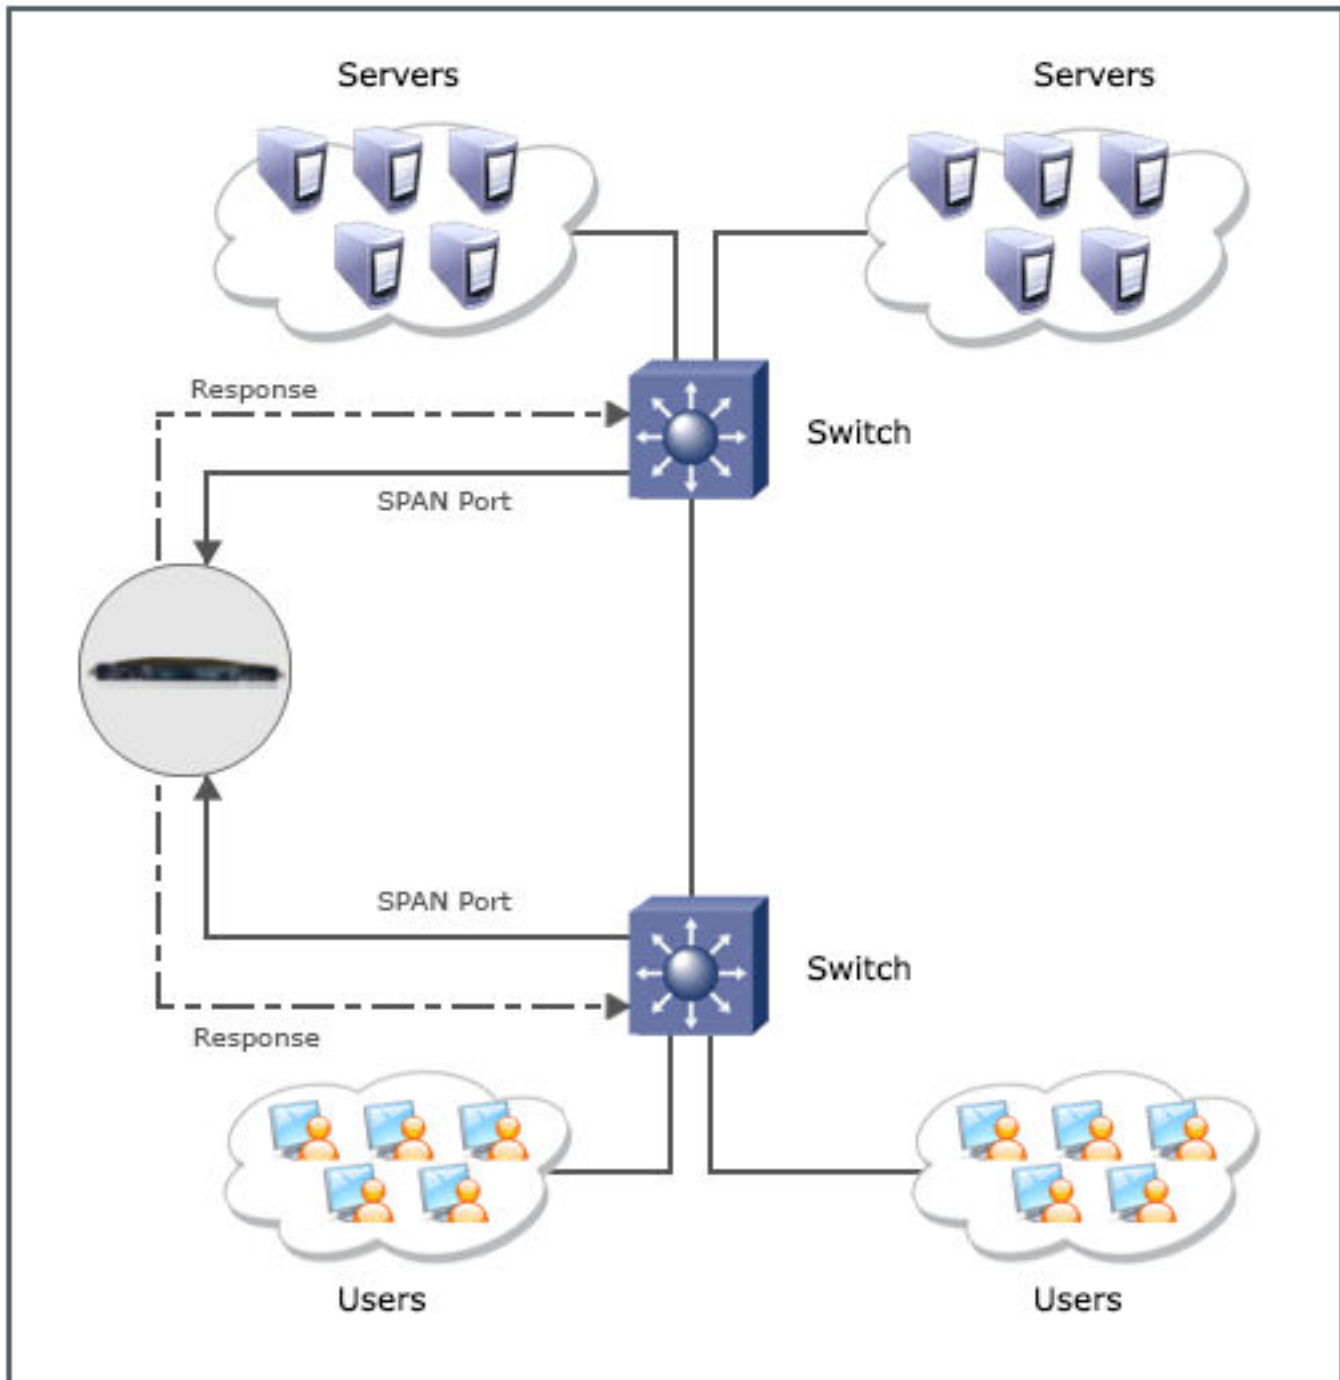 Servers
Servers
Response
Switch
SPAN Port
SPAN Port
Switch
Response
Users
Users